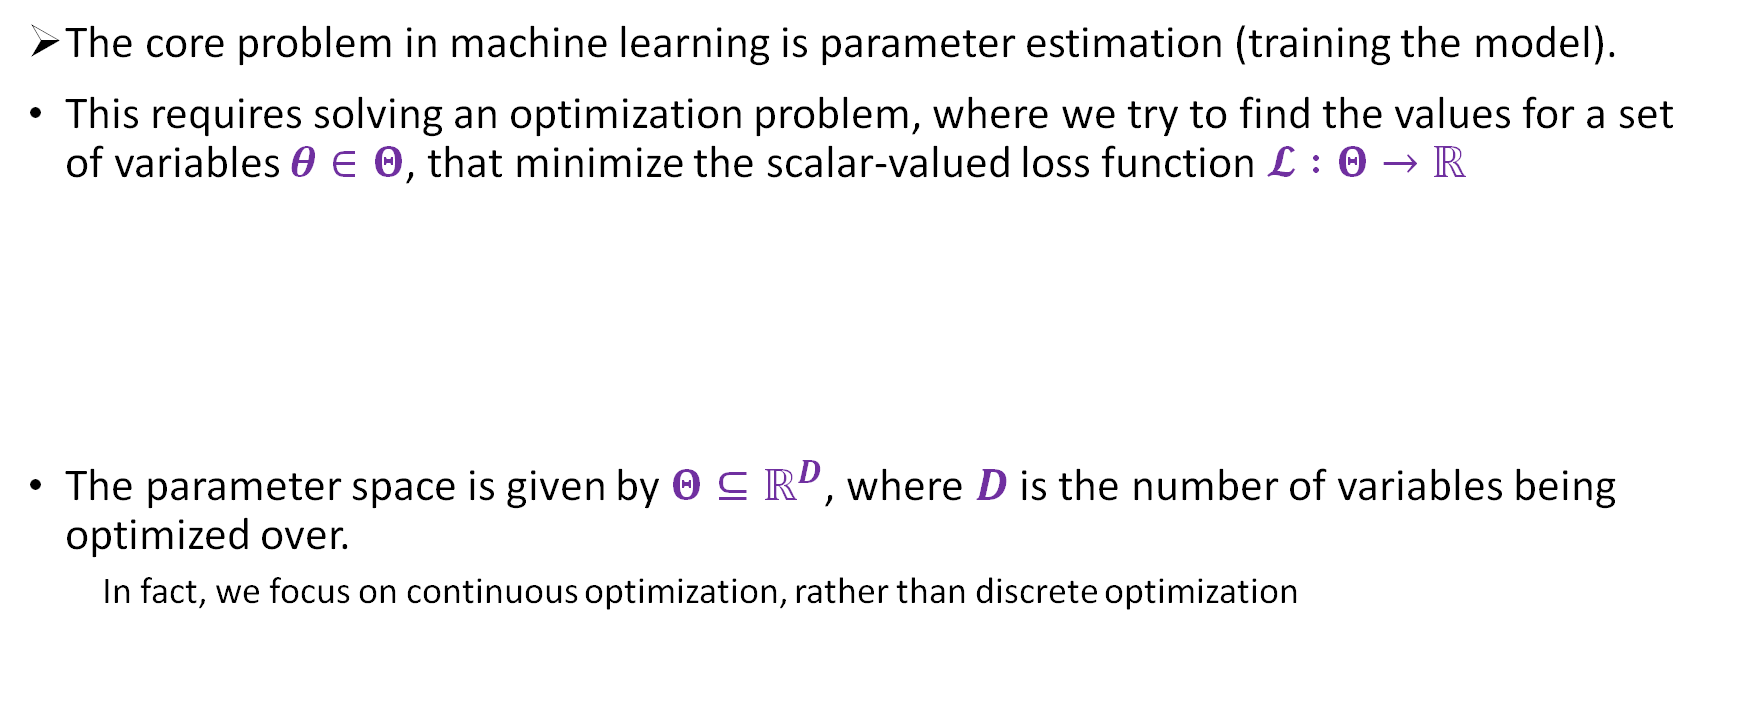 ➢The core problem in machine learning is parameter estimation (training the model).
• This requires solving an optimization problem, where we try to find the values for a set
of variables 𝜽 ∈ 𝚯, that minimize the scalar-valued loss function 𝓛 : 𝚯 → ℝ
• The parameter space is given by 𝚯 ⊆ ℝᴰ, where 𝑫 is the number of variables being
optimized over.
In fact, we focus on continuous optimization, rather than discrete optimization